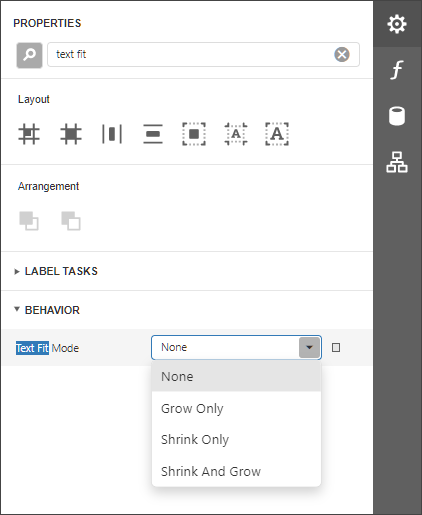 PROPERTIES
text fit
Layout
A
A
Arrangement
LABEL TASKS
BEHAVIOR
Text Fit Mode
None
None
Grow Only
Shrink Only
Shrink And Grow
f